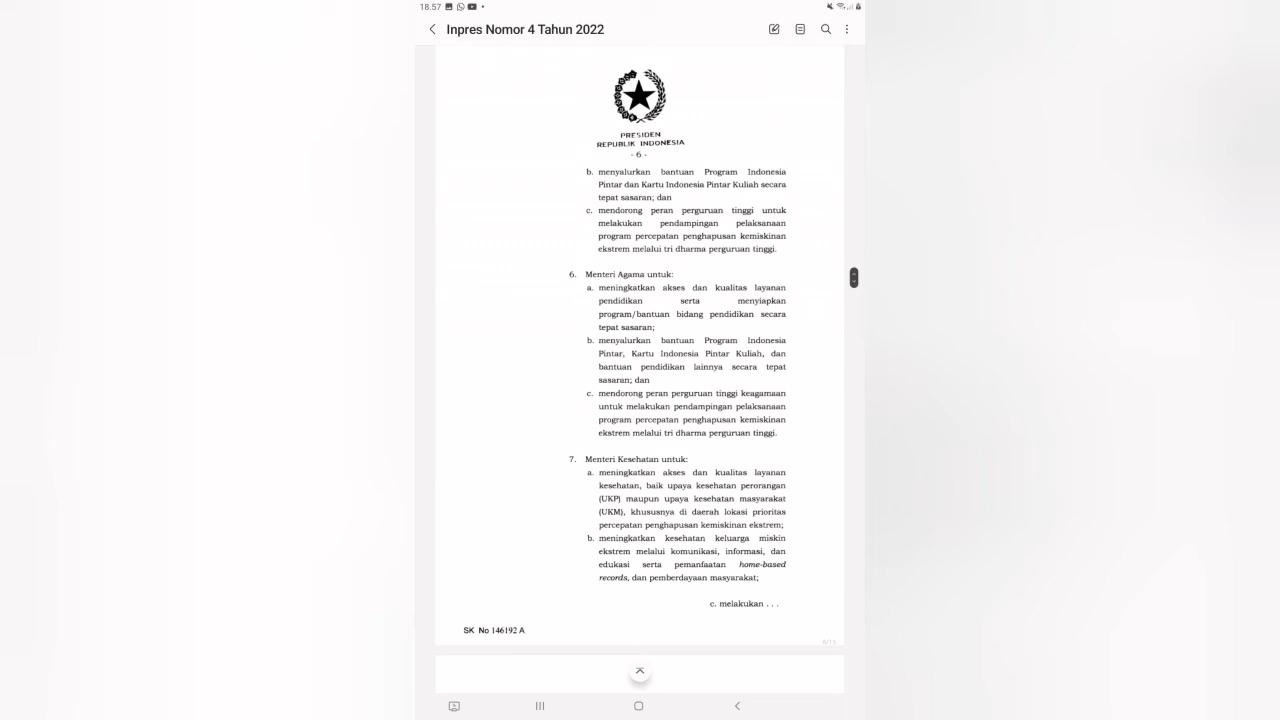 18.57
Inpres Nomor 4 Tahun 2022
PRESIDEN
REPUBLIK INDONESIA
- 6 -
b. menyalurkan bantuan Program Indonesia
Pintar dan Kartu Indonesia Pintar Kuliah secara
tepat sasaran; dan
c. mendorong peran perguruan tinggi untuk
melakukan pendampingan pelaksanaan
program percepatan penghapusan kemiskinan
ekstrem melalui tri dharma perguruan tinggi.
6. Menteri Agama untuk:
a. meningkatkan akses dan kualitas layanan
pendidikan serta menyiapkan
program/bantuan bidang pendidikan secara
tepat sasaran;
b. menyalurkan bantuan Program Indonesia
Pintar, Kartu Indonesia Pintar Kuliah, dan
bantuan pendidikan lainnya secara tepat
sasaran; dan
c. mendorong peran perguruan tinggi keagamaan
untuk melakukan pendampingan pelaksanaan
program percepatan penghapusan kemiskinan
ekstrem melalui tri dharma perguruan tinggi.
7. Menteri Kesehatan untuk:
a. meningkatkan akses dan kualitas layanan
kesehatan, baik upaya kesehatan perorangan
(UKP) maupun upaya kesehatan masyarakat
(UKM), khususnya di daerah lokasi prioritas
percepatan penghapusan kemiskinan ekstrem;
b. meningkatkan kesehatan keluarga miskin
ekstrem melalui komunikasi, informasi, dan
edukasi serta pemanfaatan home-based
records, dan pemberdayaan masyarakat;
c. melakukan . . .
SK No 146192 A
6/15